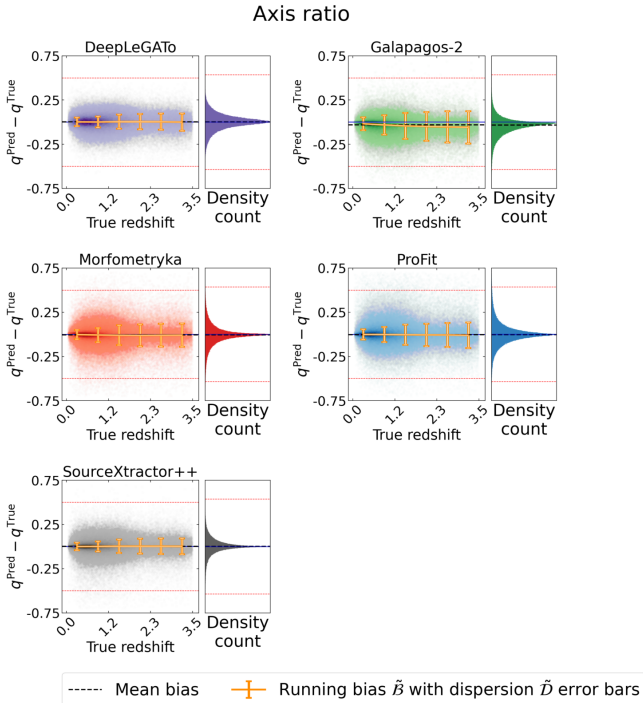 Axis ratio
DeepLeGATo
Galapagos-2
0.75
0.25
-0.25
-0.75
q^Pred − q^True
0.0
1.2
2.3
3.5
True redshift
Density
count
0.75
0.25
-0.25
-0.75
q^Pred − q^True
0.0
1.2
2.3
3.5
True redshift
Density
count
Morfometryka
ProFit
0.75
0.25
-0.25
-0.75
q^Pred − q^True
0.0
1.2
2.3
3.5
True redshift
Density
count
0.75
0.25
-0.25
-0.75
q^Pred − q^True
0.0
1.2
2.3
3.5
True redshift
Density
count
SourceXtractor++
0.75
0.25
-0.25
-0.75
q^Pred − q^True
0.0
1.2
2.3
3.5
True redshift
Density
count
Mean bias
Running bias B̃ with dispersion D̃ error bars